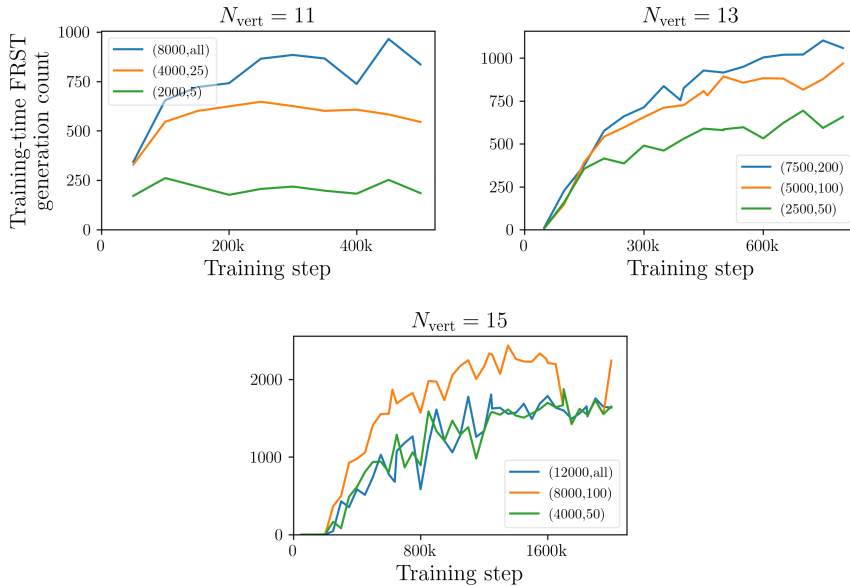 N_vert = 11
Training-time FRST
generation count
1000
750
500
250
0
(8000,all)
(4000,25)
(2000,5)
0 200k 400k
Training step
N_vert = 13
1000
750
500
250
0
(7500,200)
(5000,100)
(2500,50)
0 300k 600k
Training step
N_vert = 15
2000
1000
0
(12000,all)
(8000,100)
(4000,50)
0 800k 1600k
Training step